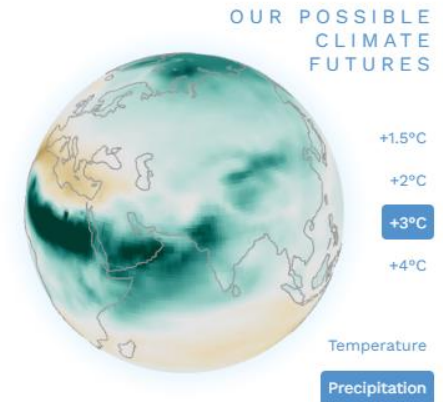 OUR POSSIBLE
CLIMATE
FUTURES
+1.5°C
+2°C
+3°C
+4°C
Temperature
Precipitation